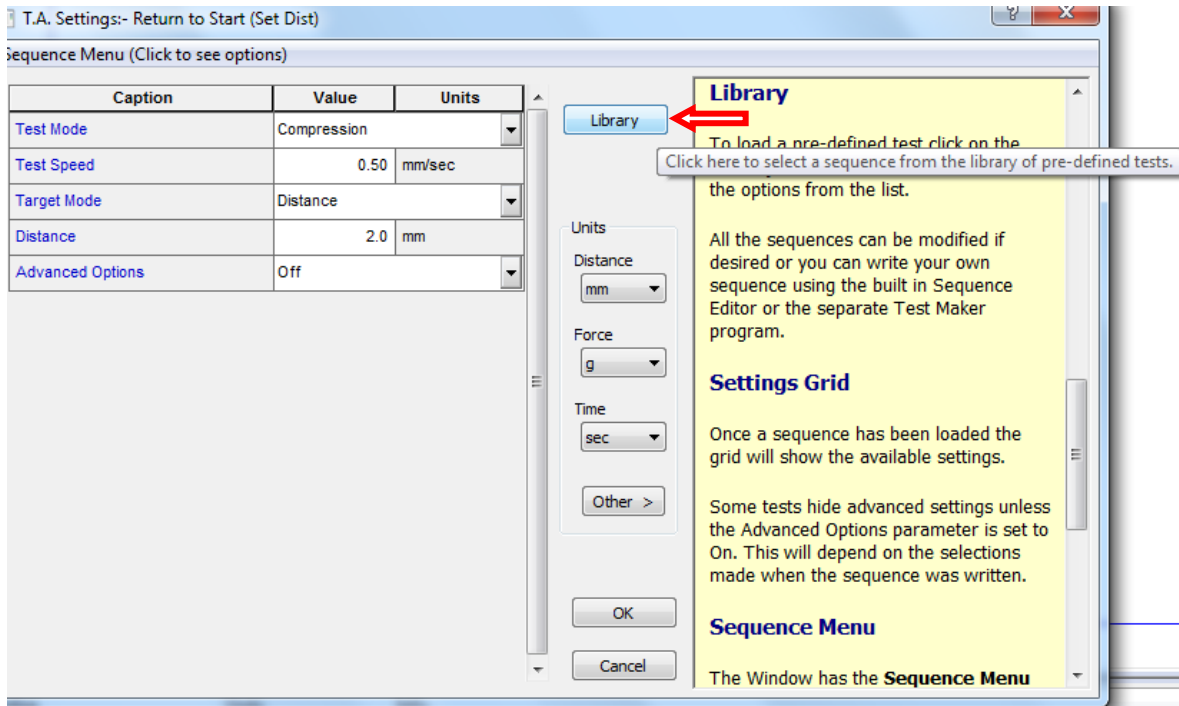 T.A. Settings:- Return to Start (Set Dist)
Sequence Menu (Click to see options)
Caption Value Units
Test Mode Compression
Test Speed 0.50 mm/sec
Target Mode Distance
Distance 2.0 mm
Advanced Options Off
Library
Click here to select a sequence from the library of pre-defined tests.
Units
Distance
mm
Force
g
Time
sec
Other >
OK
Cancel
Library
To load a pre-defined test click on the
the options from the list.
All the sequences can be modified if
desired or you can write your own
sequence using the built in Sequence
Editor or the separate Test Maker
program.
Settings Grid
Once a sequence has been loaded the
grid will show the available settings.
Some tests hide advanced settings unless
the Advanced Options parameter is set to
On. This will depend on the selections
made when the sequence was written.
Sequence Menu
The Window has the Sequence Menu